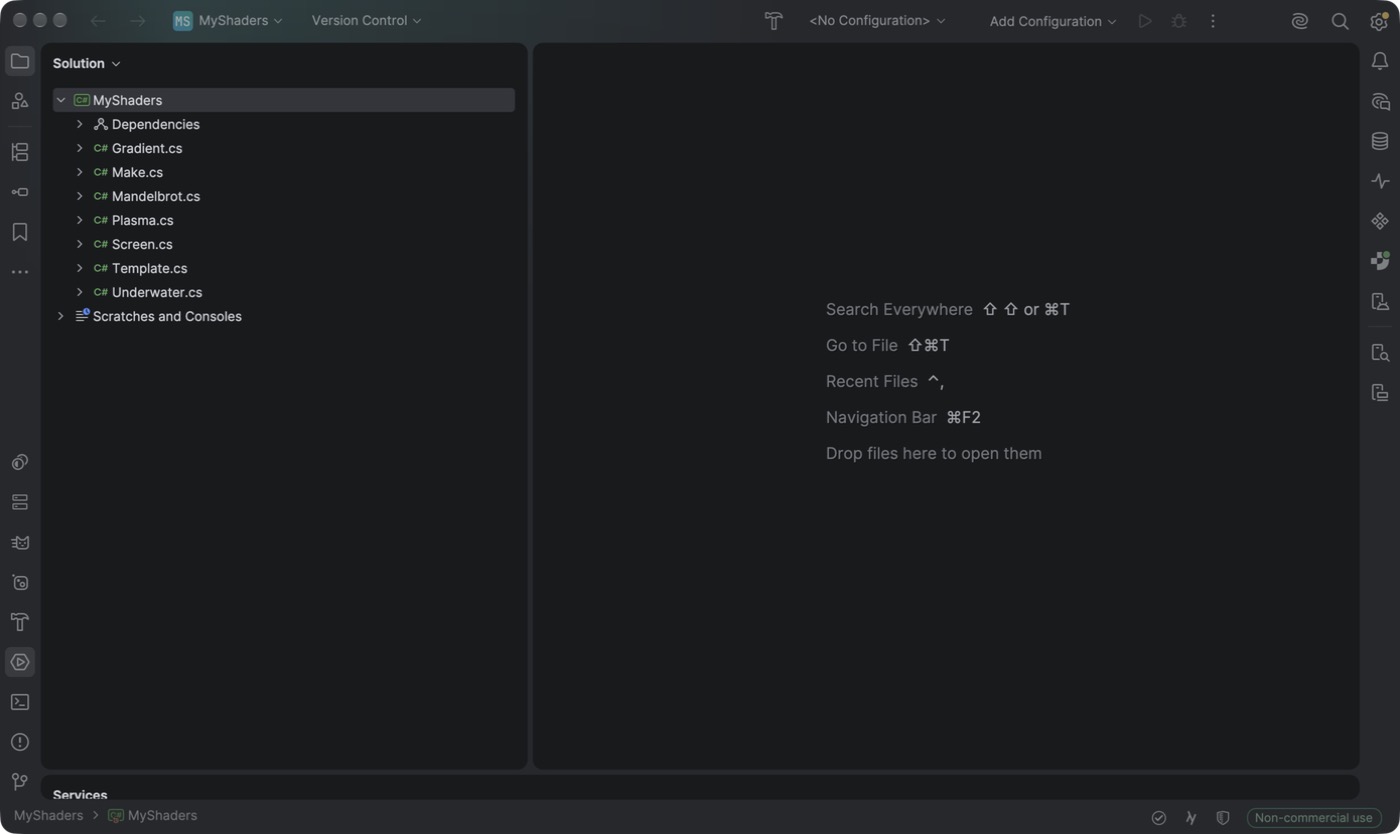 MS MyShaders Version Control <No Configuration> Add Configuration
Solution
C# MyShaders
Dependencies
C# Gradient.cs
C# Make.cs
C# Mandelbrot.cs
C# Plasma.cs
C# Screen.cs
C# Template.cs
C# Underwater.cs
Scratches and Consoles
Search Everywhere ⇧ ⇧ or ⌘T
Go to File ⇧⌘T
Recent Files ⌃,
Navigation Bar ⌘F2
Drop files here to open them
Services
MyShaders > C# MyShaders
Non-commercial use